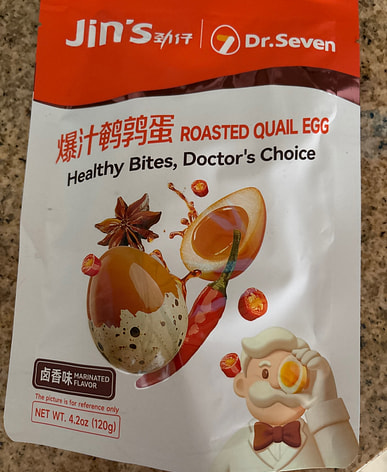 Jin's 劲仔 | 7 Dr.Seven
爆汁鹌鹑蛋 ROASTED QUAIL EGG
Healthy Bites, Doctor's Choice
卤香味 MARINATED FLAVOR
The picture is for reference only
NET WT. 4.2oz (120g)